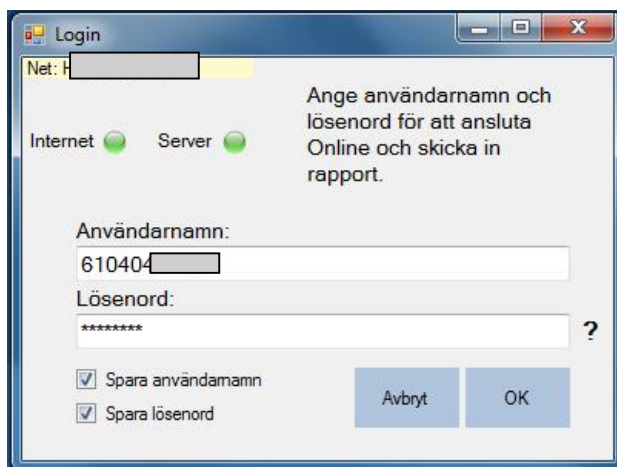 Login
Net: H
Ange användarnamn och
lösenord för att ansluta
Online och skicka in
rapport.
Internet
Server
Användarnamn:
610404
Lösenord:
********
?
Spara användarnamn
Spara lösenord
Avbryt
OK